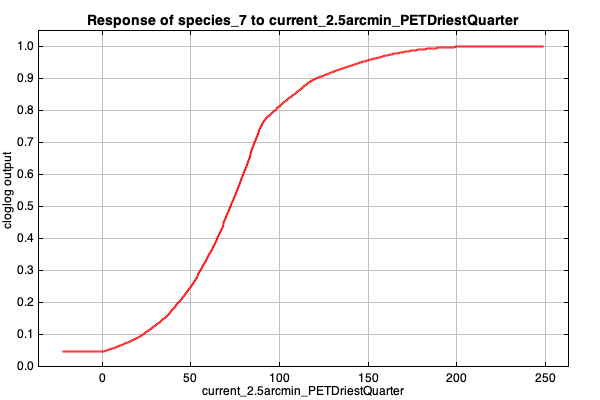 Response of species_7 to current_2.5arcmin_PETDriestQuarter
1.0
0.9
0.8
0.7
0.6
0.5
0.4
0.3
0.2
0.1
0.0
cloglog output
0 50 100 150 200 250
current_2.5arcmin_PETDriestQuarter